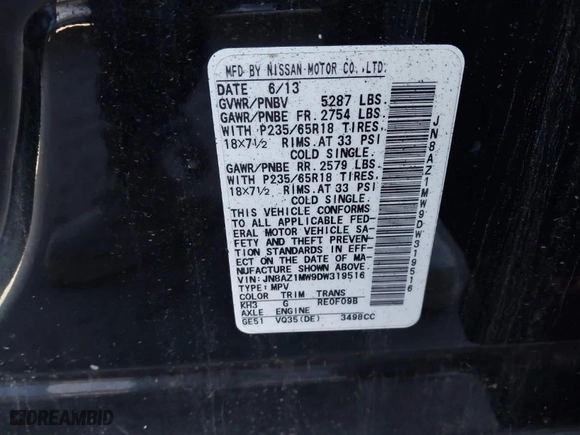 MFD BY NISSAN MOTOR CO.,LTD.
DATE 6/13
GVWR/PNBV 5287 LBS.
GAWR/PNBE FR. 2754 LBS.
WITH P235/65R18 TIRES,
18×7½ RIMS.AT 33 PSI
COLD SINGLE.
GAWR/PNBE RR. 2579 LBS.
WITH P235/65R18 TIRES,
18×7½ RIMS.AT 33 PSI
COLD SINGLE.
THIS VEHICLE CONFORMS
TO ALL APPLICABLE FED-
ERAL MOTOR VEHICLE SA-
FETY AND THEFT PREVENTION
STANDARDS IN EFF-
ECT ON THE DATE OF MA-
NUFACTURE SHOWN ABOVE.
VIN: JN8AZ1MW9DW319516
TYPE: MPV
COLOR TRIM TRANS
KH3 G RE0F09B
AXLE ENGINE
GE51 VQ35(DE) 3498CC
JN8AZ1MW9DW319516
DREAMBID